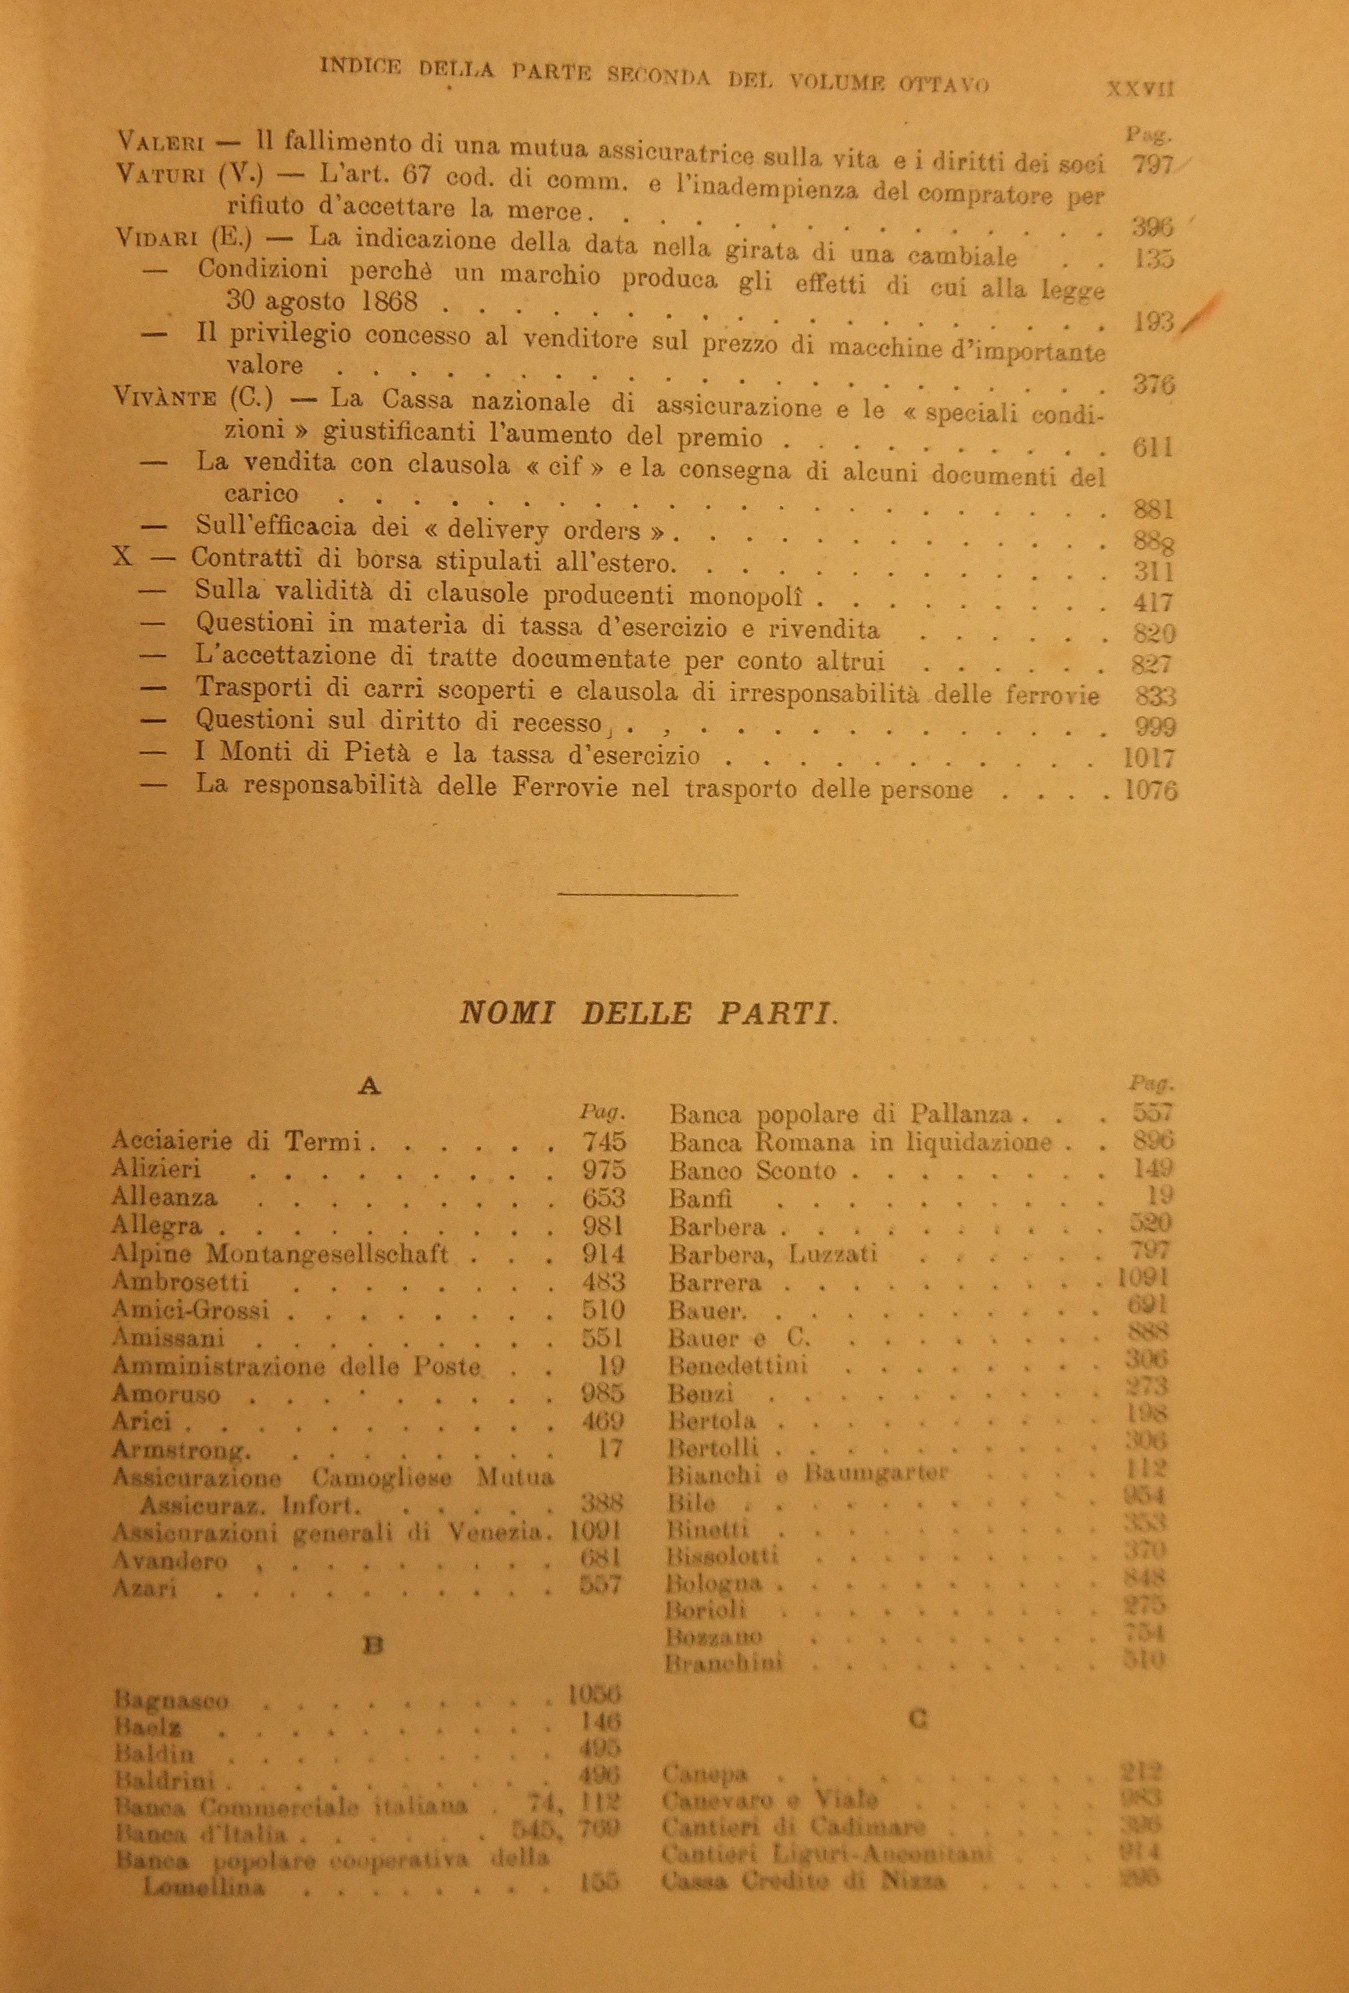 INDICE DELLA PARTE SECONDA DEL VOLUME OTTAVO XXVII
Pag.
VALERI — Il fallimento di una mutua assicuratrice sulla vita e i diritti dei soci 797
VATURI (V.) — L'art. 67 cod. di comm. e l'inadempienza del compratore per
rifiuto d'accettare la merce. . . . . . . . . . . . . . . 396
VIDARI (E.) — La indicazione della data nella girata di una cambiale . . 135
— Condizioni perchè un marchio produca gli effetti di cui alla legge
30 agosto 1868 . . . . . . . . . . . . . . . . . . . 193
— Il privilegio concesso al venditore sul prezzo di macchine d'importante
valore . . . . . . . . . . . . . . . . . . . . . 376
VIVÀNTE (C.) — La Cassa nazionale di assicurazione e le « speciali condi-
zioni » giustificanti l'aumento del premio . . . . . . . . . 611
— La vendita con clausola « cif » e la consegna di alcuni documenti del
carico . . . . . . . . . . . . . . . . . . . . . 881
— Sull'efficacia dei « delivery orders ». . . . . . . . . . . . 888
X — Contratti di borsa stipulati all'estero. . . . . . . . . . . . 311
— Sulla validità di clausole producenti monopolî . . . . . . . . 417
— Questioni in materia di tassa d'esercizio e rivendita . . . . . . 820
— L'accettazione di tratte documentate per conto altrui . . . . . . 827
— Trasporti di carri scoperti e clausola di irresponsabilità delle ferrovie 833
— Questioni sul diritto di recesso . , . . . . . . . . . . . 999
— I Monti di Pietà e la tassa d'esercizio . . . . . . . . . . . 1017
— La responsabilità delle Ferrovie nel trasporto delle persone . . . . 1076
NOMI DELLE PARTI.
A
Pag.
Acciaierie di Termi. . . . . . 745
Alizieri . . . . . . . . . 975
Alleanza . . . . . . . . . 653
Allegra . . . . . . . . . . 981
Alpine Montangesellschaft . . . 914
Ambrosetti . . . . . . . . 483
Amici-Grossi . . . . . . . . 510
Amissani . . . . . . . . . 551
Amministrazione delle Poste . . 19
Amoruso . . . . . . . . . 985
Arici . . . . . . . . . . . 469
Armstrong. . . . . . . . . 17
Assicurazione Camogliese Mutua
Assicuraz. Infort. . . . . . 388
Assicurazioni generali di Venezia. 1091
Avandero , . . . . . . . . 681
Azari . . . . . . . . . . 557
B
Bagnasco . . . . . . . . . 1056
Baelz . . . . . . . . . . 146
Baldin . . . . . . . . . . 495
Baldrini . . . . . . . . . . 496
Banca Commerciale italiana . 74, 112
Banca d'Italia . . . . . . 545, 769
Banca popolare cooperativa della
Lomellina . . . . . . . . 155
Pag.
Banca popolare di Pallanza . . . 557
Banca Romana in liquidazione . . 896
Banco Sconto . . . . . . . . 149
Banfi . . . . . . . . . . 19
Barbera . . . . . . . . . . 520
Barbera, Luzzati . . . . . . 797
Barrera . . . . . . . . . . 1091
Bauer. . . . . . . . . . . 691
Bauer e C. . . . . . . . . 888
Benedettini . . . . . . . . 306
Benzi . . . . . . . . . . 273
Bertola . . . . . . . . . . 198
Bertolli . . . . . . . . . . 306
Bianchi e Baumgarter . . . . 112
Bile . . . . . . . . . . . 954
Binetti . . . . . . . . . . 353
Bissolotti . . . . . . . . . 370
Bologna . . . . . . . . . . 848
Borioli . . . . . . . . . . 275
Bozzano . . . . . . . . . 754
Branchini . . . . . . . . . 510
C
Canepa . . . . . . . . . . 212
Canevaro e Viale . . . . . . 983
Cantieri di Cadimare . . . . . 396
Cantieri Liguri-Anconitani . . . 914
Cassa Credito di Nizza . . . . 295